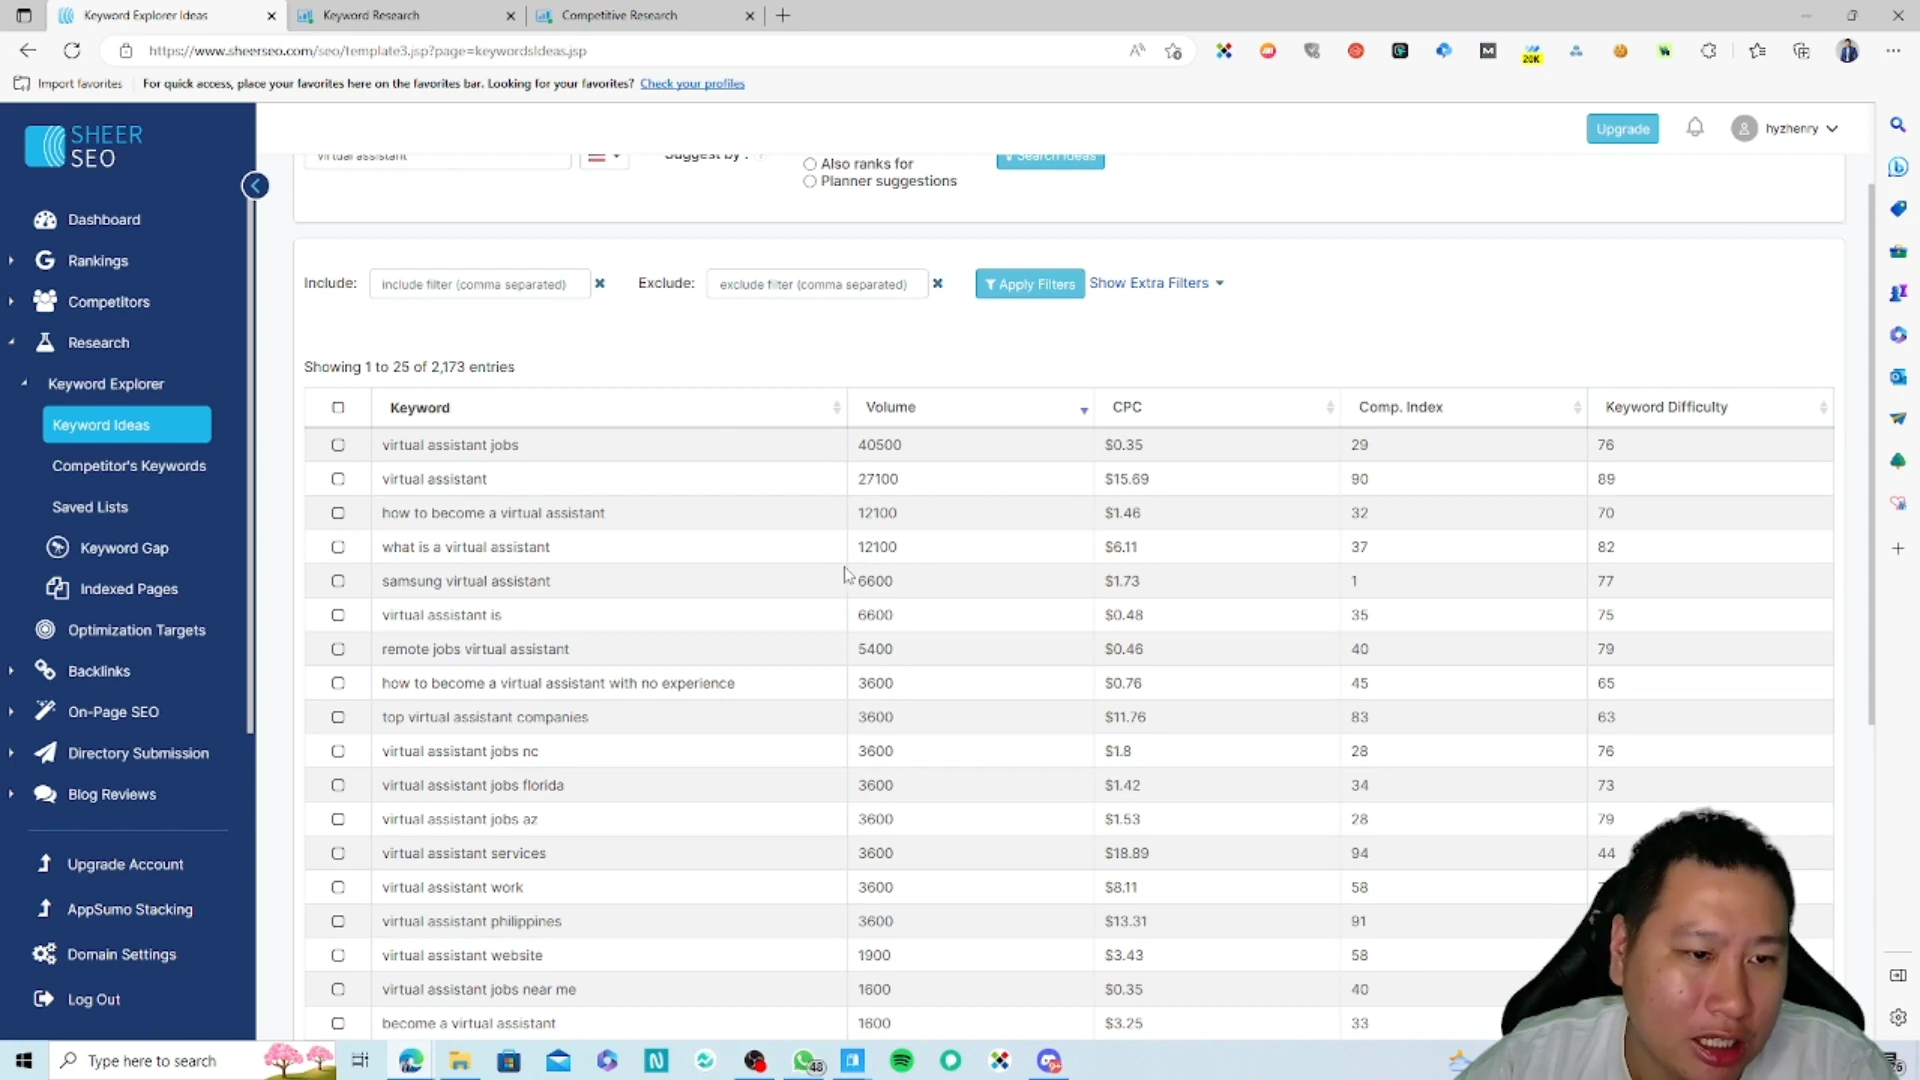 Keyword Explorer Ideas
Keyword Research
Competitive Research
https://www.sheerseo.com/seo/template3.jsp?page=keywordsIdeas.jsp
20K
Import favorites
For quick access, place your favorites here on the favorites bar. Looking for your favorites? Check your profiles
SHEER
SEO
Upgrade
hyzhenry
virtual assistant
Suggest by :
Also ranks for
Planner suggestions
Search Ideas
Dashboard
Rankings
Competitors
Research
Keyword Explorer
Keyword Ideas
Competitor's Keywords
Saved Lists
Keyword Gap
Indexed Pages
Optimization Targets
Backlinks
On-Page SEO
Directory Submission
Blog Reviews
Upgrade Account
AppSumo Stacking
Domain Settings
Log Out
Include: include filter (comma separated) Exclude: exclude filter (comma separated) Apply Filters Show Extra Filters
Showing 1 to 25 of 2,173 entries
Keyword Volume CPC Comp. Index Keyword Difficulty
virtual assistant jobs 40500 $0.35 29 76
virtual assistant 27100 $15.69 90 89
how to become a virtual assistant 12100 $1.46 32 70
what is a virtual assistant 12100 $6.11 37 82
samsung virtual assistant 6600 $1.73 1 77
virtual assistant is 6600 $0.48 35 75
remote jobs virtual assistant 5400 $0.46 40 79
how to become a virtual assistant with no experience 3600 $0.76 45 65
top virtual assistant companies 3600 $11.76 83 63
virtual assistant jobs nc 3600 $1.8 28 76
virtual assistant jobs florida 3600 $1.42 34 73
virtual assistant jobs az 3600 $1.53 28 79
virtual assistant services 3600 $18.89 94 44
virtual assistant work 3600 $8.11 58
virtual assistant philippines 3600 $13.31 91
virtual assistant website 1900 $3.43 58
virtual assistant jobs near me 1600 $0.35 40
become a virtual assistant 1600 $3.25 33
Type here to search
48